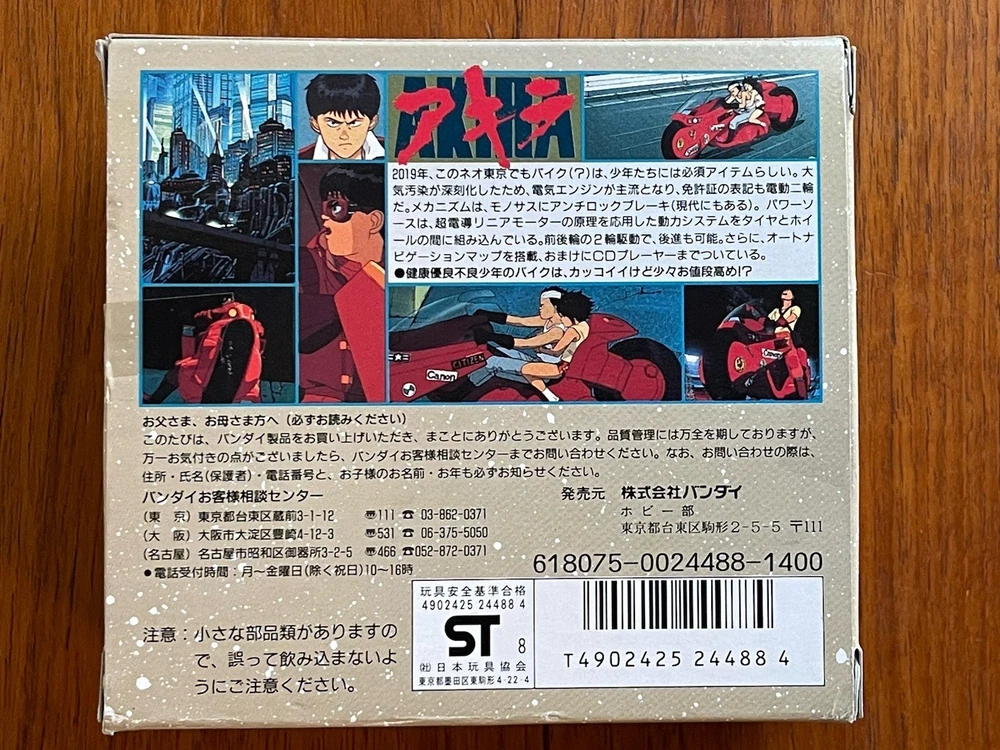 AKIRA
アキラ
2019年、このネオ東京でもバイク(?)は、少年たちには必須アイテムらしい。大
気汚染が深刻化したため、電気エンジンが主流となり、免許証の表記も電動二輪
だ。メカニズムは、モノサスにアンチロックブレーキ(現代にもある)。パワーソ
ースは、超電導リニアモーターの原理を応用した動力システムをタイヤとホイ
ールの間に組み込んでいる。前後輪の2輪駆動で、後進も可能。さらに、オートナ
ビゲーションマップを搭載、おまけにCDプレーヤーまでついている。
●健康優良不良少年のバイクは、カッコイイけど少々お値段高め!?
CITIZEN
Canon
Canon
お父さま、お母さま方へ(必ずお読みください)
このたびは、バンダイ製品をお買い上げいただき、まことにありがとうございます。品質管理には万全を期しておりますが、
万一お気付きの点がございましたら、バンダイお客様相談センターまでお問い合わせください。なお、お問い合わせの際は、
住所・氏名(保護者)・電話番号と、お子様のお名前・お年も必ずお知らせください。
バンダイお客様相談センター
(東 京) 東京都台東区蔵前3-1-12 〠111 ☎ 03-862-0371
(大 阪) 大阪市大淀区豊崎4-12-3 〠531 ☎ 06-375-5050
(名古屋) 名古屋市昭和区御器所3-2-5 〠466 ☎052-872-0371
●電話受付時間:月〜金曜日(除く祝日)10〜16時
発売元 株式会社バンダイ
ホビー部
東京都台東区駒形2-5-5 〒111
618075-0024488-1400
注意:小さな部品類がありますの
で、誤って飲み込まないよ
うにご注意ください。
玩具安全基準合格
4902425 24488 4
ST 8
(社)日本玩具協会
東京都墨田区東駒形4-22-4
T4902425 24488 4